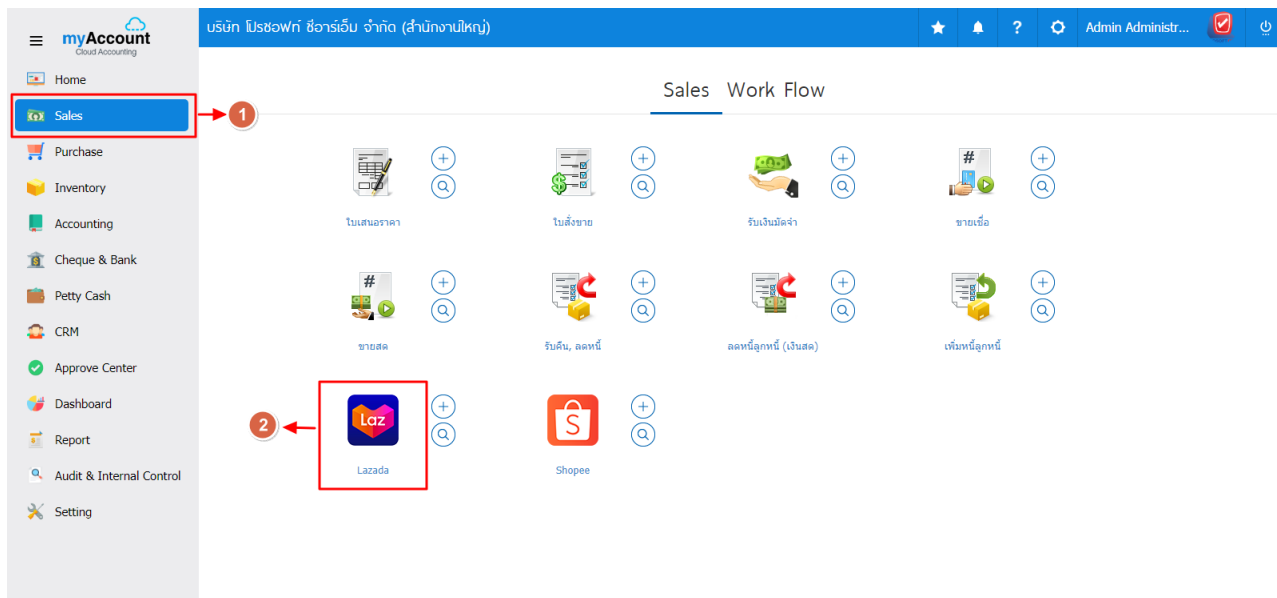 myAccount
Cloud Accounting
บริษัท โปรซอฟท์ ซีอาร์เอ็ม จำกัด (สำนักงานใหญ่)
?
Admin Administr...
Home
Sales
Purchase
Inventory
Accounting
Cheque & Bank
Petty Cash
CRM
Approve Center
Dashboard
Report
Audit & Internal Control
Setting
1
Sales Work Flow
ใบเสนอราคา
ใบสั่งขาย
รับเงินมัดจำ
#
ขายเชื่อ
#
ขายสด
รับคืน, ลดหนี้
ลดหนี้ลูกหนี้ (เงินสด)
เพิ่มหนี้ลูกหนี้
2
Laz
Lazada
S
Shopee